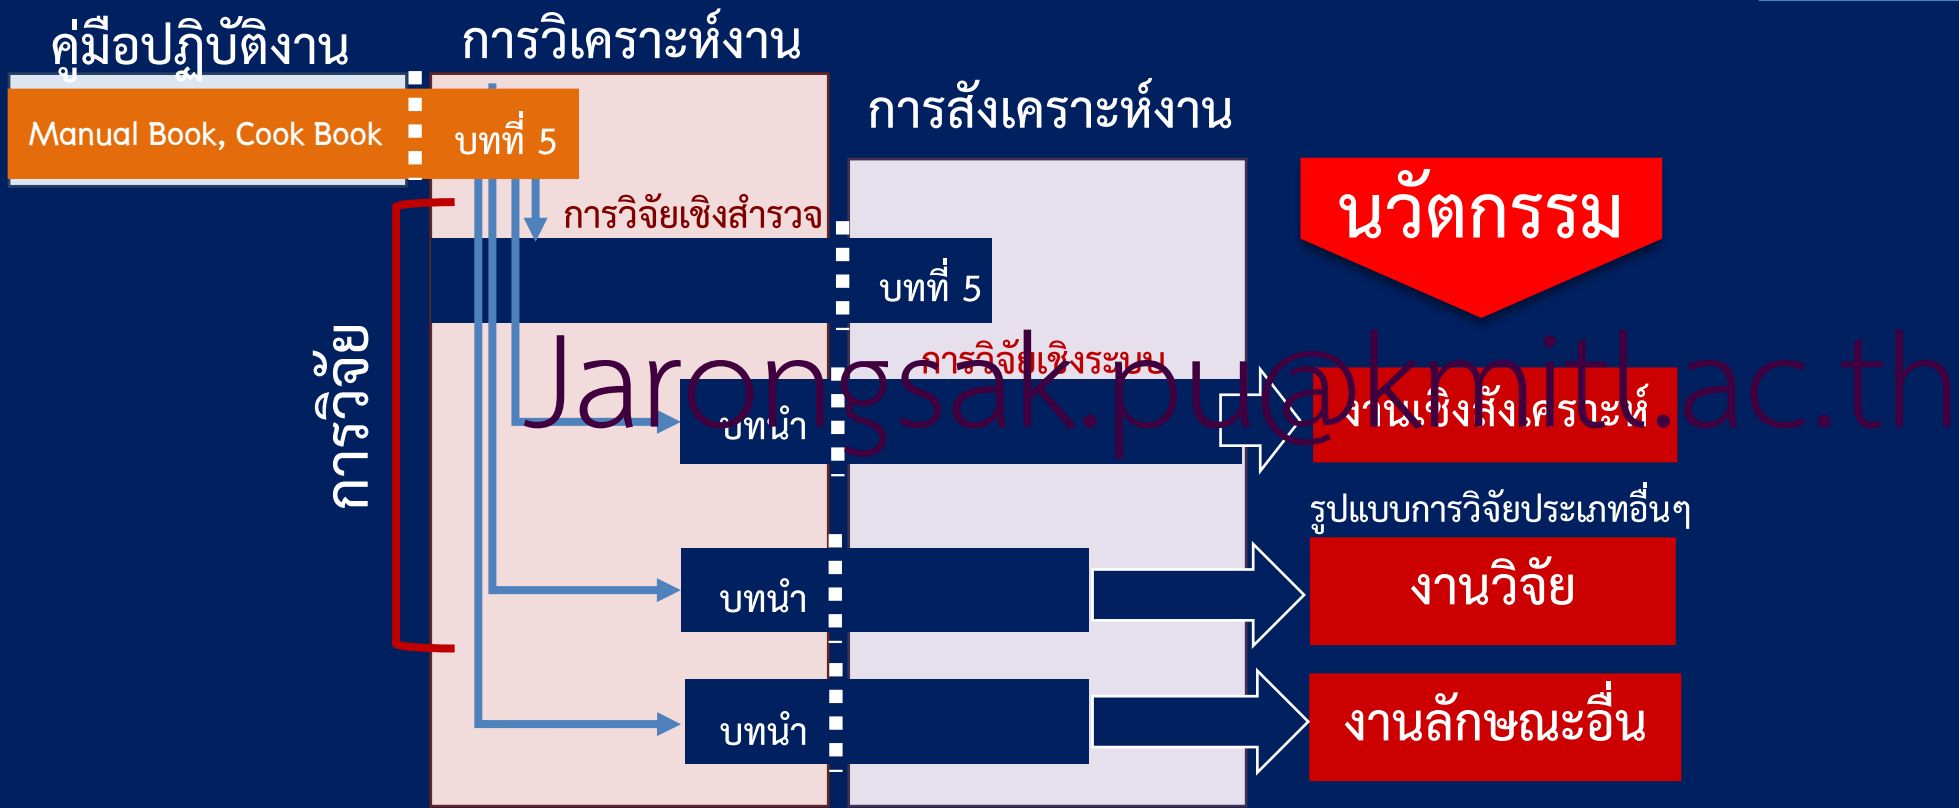 คู่มือปฏิบัติงาน
การวิเคราะห์งาน
การสังเคราะห์งาน
Manual Book, Cook Book
บทที่ 5
นวัตกรรม
การวิจัยเชิงสำรวจ
บทที่ 5
การวิจัย
การวิจัยเชิงระบบ
Jarongsak.pu@kmitl.ac.th
บทนำ
งานเชิงสังเคราะห์
รูปแบบการวิจัยประเภทอื่นๆ
บทนำ
งานวิจัย
บทนำ
งานลักษณะอื่น